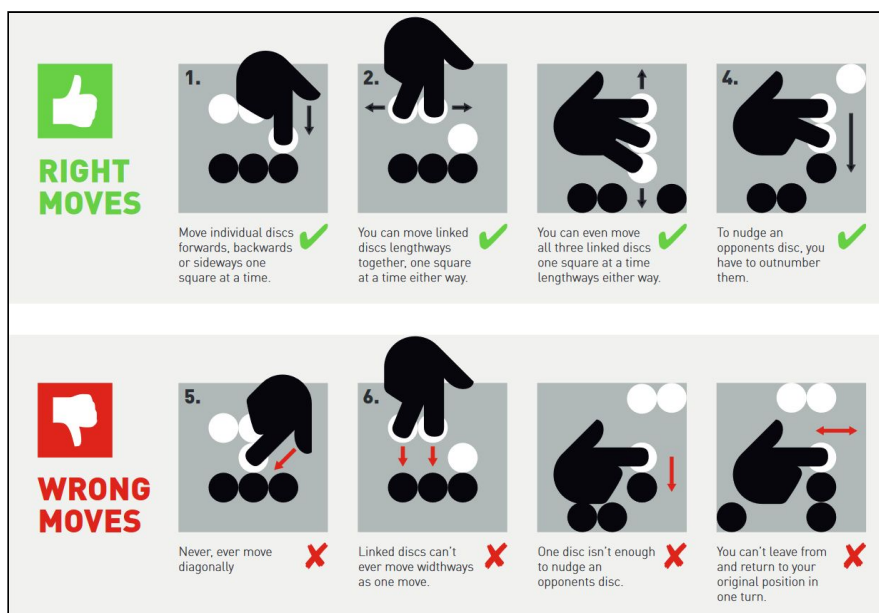 RIGHT
MOVES
1.
Move individual discs
forwards, backwards
or sideways one
square at a time.
2.
You can move linked
discs lengthways
together, one square
at a time either way.
You can even move
all three linked discs
one square at a time
lengthways either way.
4.
To nudge an
opponents disc, you
have to outnumber
them.
WRONG
MOVES
5.
Never, ever move
diagonally
6.
Linked discs can't
ever move widthways
as one move.
One disc isn't enough
to nudge an
opponents disc.
You can't leave from
and return to your
original position in
one turn.